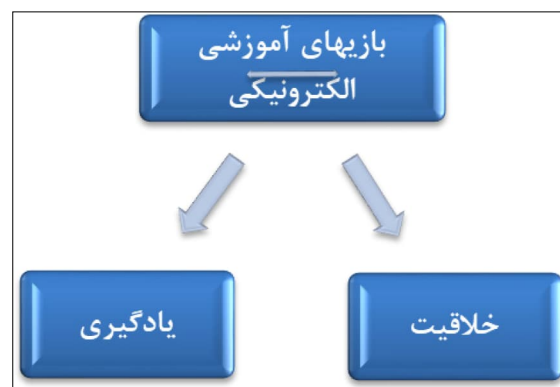 بازیهای آموزشی
الکترونیکی
خلاقیت
یادگیری